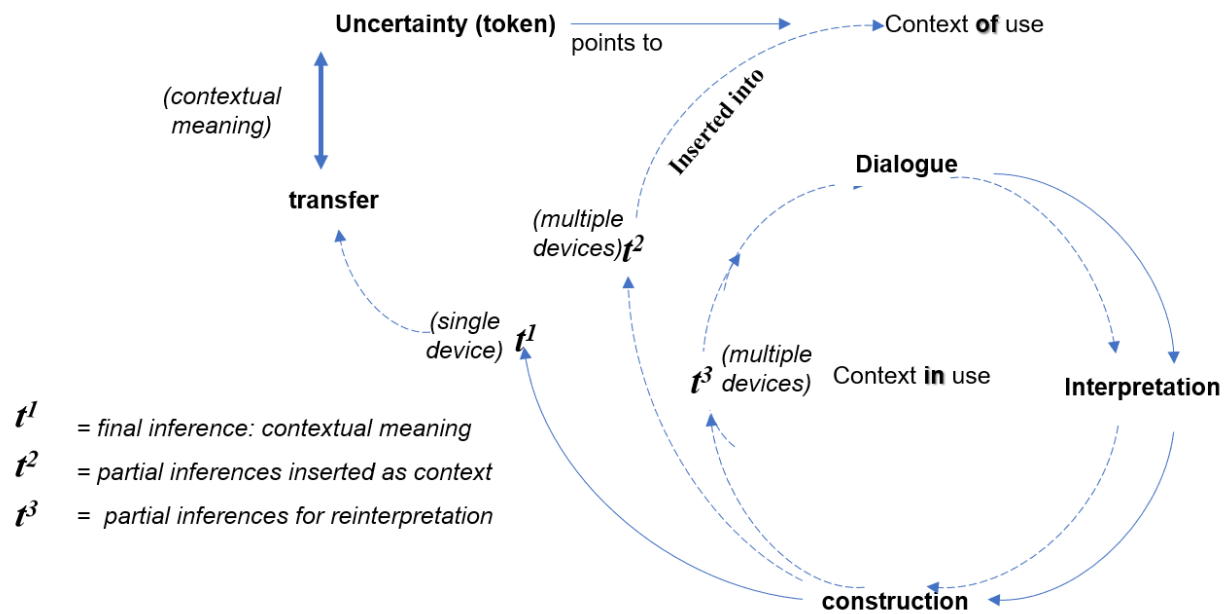 Uncertainty (token)
points to
Context of use
(contextual
meaning)
Inserted into
Dialogue
transfer
(multiple
devices) t²
(single
device) t¹
t³ (multiple
devices)
Context in use
Interpretation
t¹ = final inference: contextual meaning
t² = partial inferences inserted as context
t³ = partial inferences for reinterpretation
construction